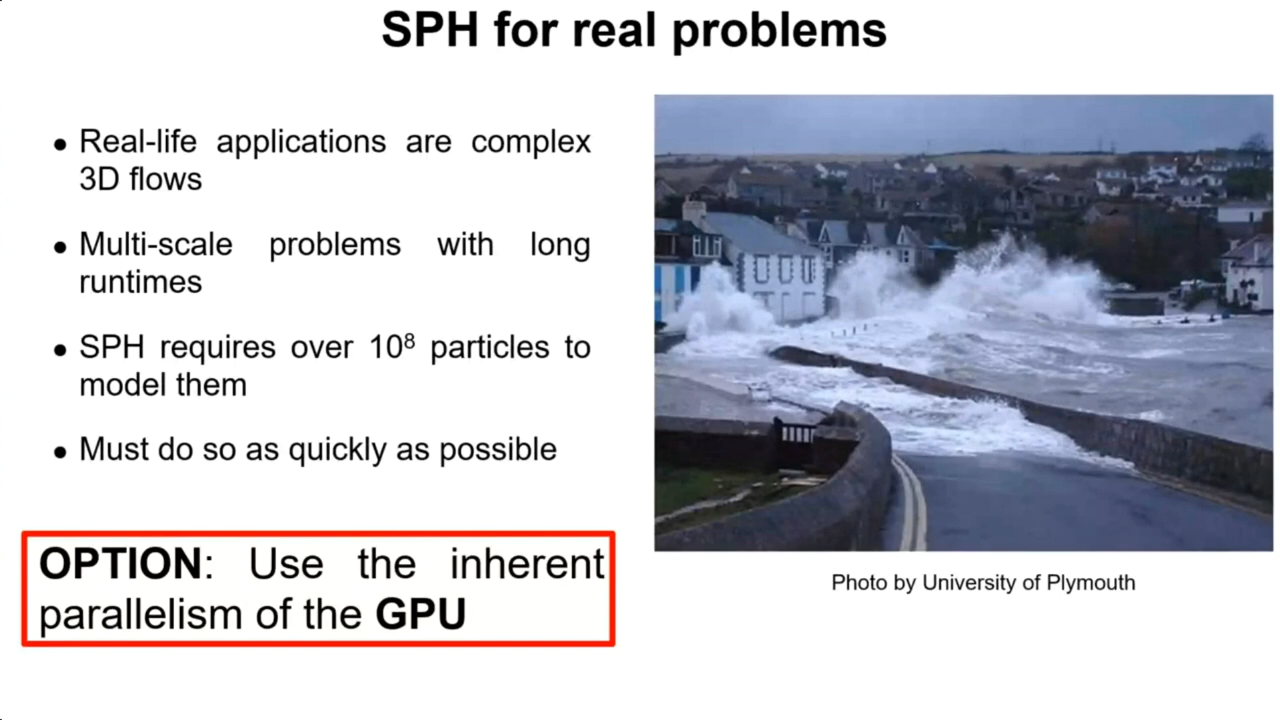 SPH for real problems
● Real-life applications are complex
3D flows
● Multi-scale problems with long
runtimes
● SPH requires over 10⁸ particles to
model them
● Must do so as quickly as possible
OPTION: Use the inherent
parallelism of the GPU
Photo by University of Plymouth